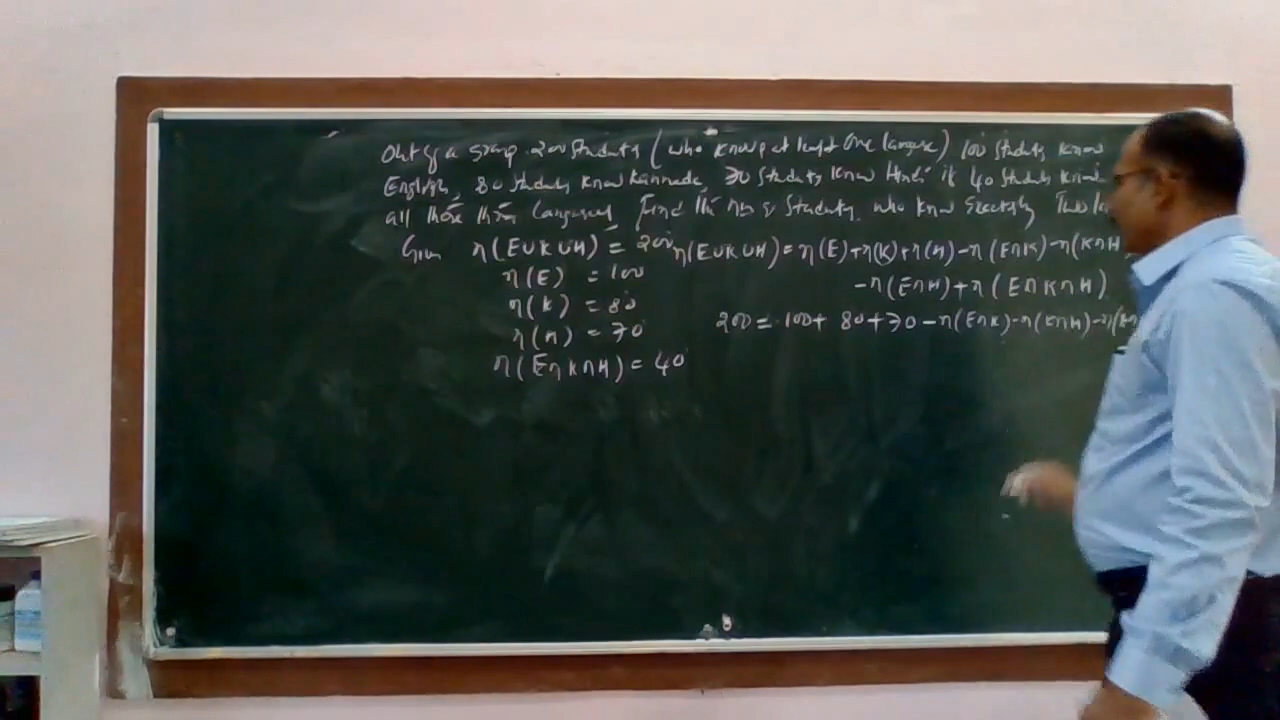 Out of a group 200 students (who know at least one language) 100 students know
English, 80 students know Kannada, 70 students know Hindi if 40 students know
all those three languages find the no of students who know exactly Two
Given n(EUKUH) = 200 n(EUKUH) = n(E)+n(K)+n(H)-n(E∩K)-n(K∩H
n(E) = 100 -n(E∩H)+n(E∩K∩H)
n(K) = 80
n(H) = 70 200 = 100+ 80+70-n(E∩K)-n(K∩H)-n(
n(E∩K∩H) = 40